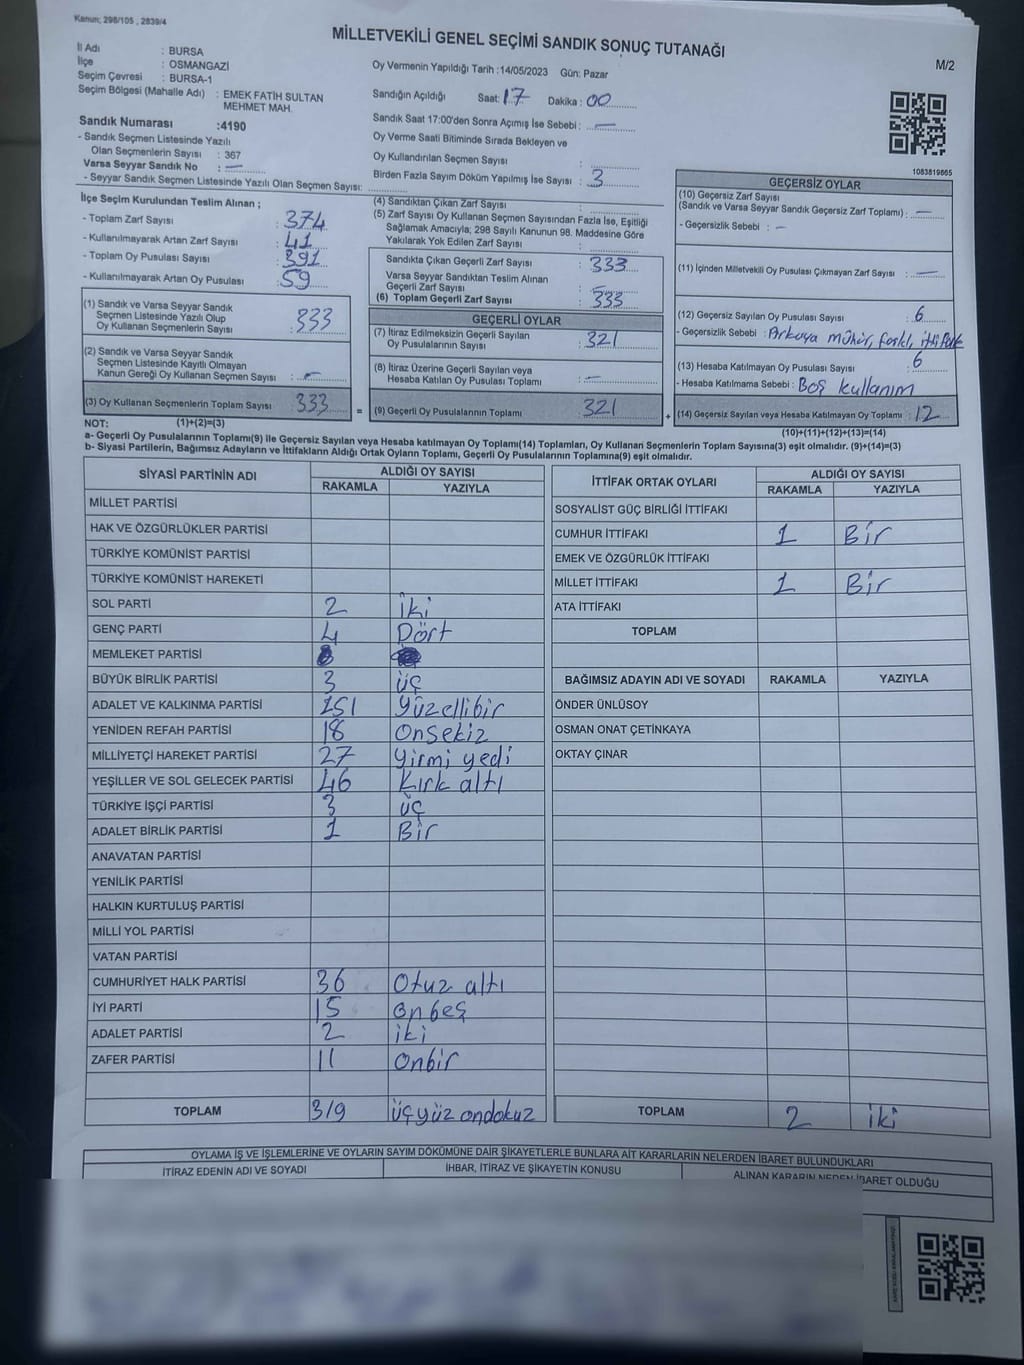 Kanun; 298/105 , 2839/4
MİLLETVEKİLİ GENEL SEÇİMİ SANDIK SONUÇ TUTANAĞI
M/2
İl Adı : BURSA
İlçe : OSMANGAZİ
Seçim Çevresi : BURSA-1
Seçim Bölgesi (Mahalle Adı) : EMEK FATİH SULTAN
MEHMET MAH.
Sandık Numarası :4190
- Sandık Seçmen Listesinde Yazılı
Olan Seçmenlerin Sayısı : 367
Varsa Seyyar Sandık No : —
- Seyyar Sandık Seçmen Listesinde Yazılı Olan Seçmen Sayısı:
Oy Vermenin Yapıldığı Tarih :14/05/2023 Gün: Pazar
Sandığın Açıldığı Saat: 17 Dakika : 00
Sandık Saat 17:00'den Sonra Açımış İse Sebebi : —
Oy Verme Saati Bitiminde Sırada Bekleyen ve
Oy Kullandırılan Seçmen Sayısı :
Birden Fazla Sayım Döküm Yapılmış İse Sayısı : 3
1083819865
İlçe Seçim Kurulundan Teslim Alınan ;
- Toplam Zarf Sayısı : 374
- Kullanılmayarak Artan Zarf Sayısı : 41
- Toplam Oy Pusulası Sayısı : 391
- Kullanılmayarak Artan Oy Pusulası : 59
(1) Sandık ve Varsa Seyyar Sandık
Seçmen Listesinde Yazılı Olup
Oy Kullanan Seçmenlerin Sayısı : 333
(2) Sandık ve Varsa Seyyar Sandık
Seçmen Listesinde Kayıtlı Olmayan
Kanun Gereği Oy Kullanan Seçmen Sayısı : —
(3) Oy Kullanan Seçmenlerin Toplam Sayısı : 333
(4) Sandıktan Çıkan Zarf Sayısı :
(5) Zarf Sayısı Oy Kullanan Seçmen Sayısından Fazla İse, Eşitliği
Sağlamak Amacıyla; 298 Sayılı Kanunun 98. Maddesine Göre
Yakılarak Yok Edilen Zarf Sayısı :
Sandıkta Çıkan Geçerli Zarf Sayısı : 333
Varsa Seyyar Sandıktan Teslim Alınan
Geçerli Zarf Sayısı : —
(6) Toplam Geçerli Zarf Sayısı : 333
GEÇERLİ OYLAR
(7) İtiraz Edilmeksizin Geçerli Sayılan
Oy Pusulalarının Sayısı : 321
(8) İtiraz Üzerine Geçerli Sayılan veya
Hesaba Katılan Oy Pusulası Toplamı : —
= (9) Geçerli Oy Pusulalarının Toplamı : 321
GEÇERSİZ OYLAR
(10) Geçersiz Zarf Sayısı
(Sandık ve Varsa Seyyar Sandık Geçersiz Zarf Toplamı) : —
- Geçersizlik Sebebi : —
(11) İçinden Milletvekili Oy Pusulası Çıkmayan Zarf Sayısı : —
(12) Geçersiz Sayılan Oy Pusulası Sayısı : 6
- Geçersizlik Sebebi : Arkaya mühür, farklı, ittifak
(13) Hesaba Katılmayan Oy Pusulası Sayısı : 6
- Hesaba Katılmama Sebebi : Boş kullanım
+ (14) Geçersiz Sayılan veya Hesaba Katılmayan Oy Toplamı : 12
NOT: (1)+(2)=(3)
(10)+(11)+(12)+(13)=(14)
a- Geçerli Oy Pusulalarının Toplamı(9) ile Geçersiz Sayılan veya Hesaba katılmayan Oy Toplamı(14) Toplamları, Oy Kullanan Seçmenlerin Toplam Sayısına(3) eşit olmalıdır. (9)+(14)=(3)
b- Siyasi Partilerin, Bağımsız Adayların ve İttifakların Aldığı Ortak Oyların Toplamı, Geçerli Oy Pusulalarının Toplamına(9) eşit olmalıdır.
SİYASİ PARTİNİN ADI ALDIĞI OY SAYISI
RAKAMLA YAZIYLA
MİLLET PARTİSİ
HAK VE ÖZGÜRLÜKLER PARTİSİ
TÜRKİYE KOMÜNİST PARTİSİ
TÜRKİYE KOMÜNİST HAREKETİ
SOL PARTİ 2 İki
GENÇ PARTİ 4 Dört
MEMLEKET PARTİSİ
BÜYÜK BİRLİK PARTİSİ 3 üç
ADALET VE KALKINMA PARTİSİ 151 Yüzellibir
YENİDEN REFAH PARTİSİ 18 Onsekiz
MİLLİYETÇİ HAREKET PARTİSİ 27 Yirmi yedi
YEŞİLLER VE SOL GELECEK PARTİSİ 46 Kırk altı
TÜRKİYE İŞÇİ PARTİSİ 3 üç
ADALET BİRLİK PARTİSİ 1 Bir
ANAVATAN PARTİSİ
YENİLİK PARTİSİ
HALKIN KURTULUŞ PARTİSİ
MİLLİ YOL PARTİSİ
VATAN PARTİSİ
CUMHURİYET HALK PARTİSİ 36 Otuz altı
İYİ PARTİ 15 onbeş
ADALET PARTİSİ 2 iki
ZAFER PARTİSİ 11 Onbir
TOPLAM 319 üçyüz ondokuz
İTTİFAK ORTAK OYLARI ALDIĞI OY SAYISI
RAKAMLA YAZIYLA
SOSYALİST GÜÇ BİRLİĞİ İTTİFAKI
CUMHUR İTTİFAKI 1 Bir
EMEK VE ÖZGÜRLÜK İTTİFAKI
MİLLET İTTİFAKI 1 Bir
ATA İTTİFAKI
TOPLAM
BAĞIMSIZ ADAYIN ADI VE SOYADI RAKAMLA YAZIYLA
ÖNDER ÜNLÜSOY
OSMAN ONAT ÇETİNKAYA
OKTAY ÇINAR
TOPLAM 2 iki
OYLAMA İŞ VE İŞLEMLERİNE VE OYLARIN SAYIM DÖKÜMÜNE DAİR ŞİKAYETLERLE BUNLARA AİT KARARLARIN NELERDEN İBARET BULUNDUKLARI
İTİRAZ EDENİN ADI VE SOYADI İHBAR, İTİRAZ VE ŞİKAYETİN KONUSU ALINAN KARARIN NEDEN İBARET OLDUĞU